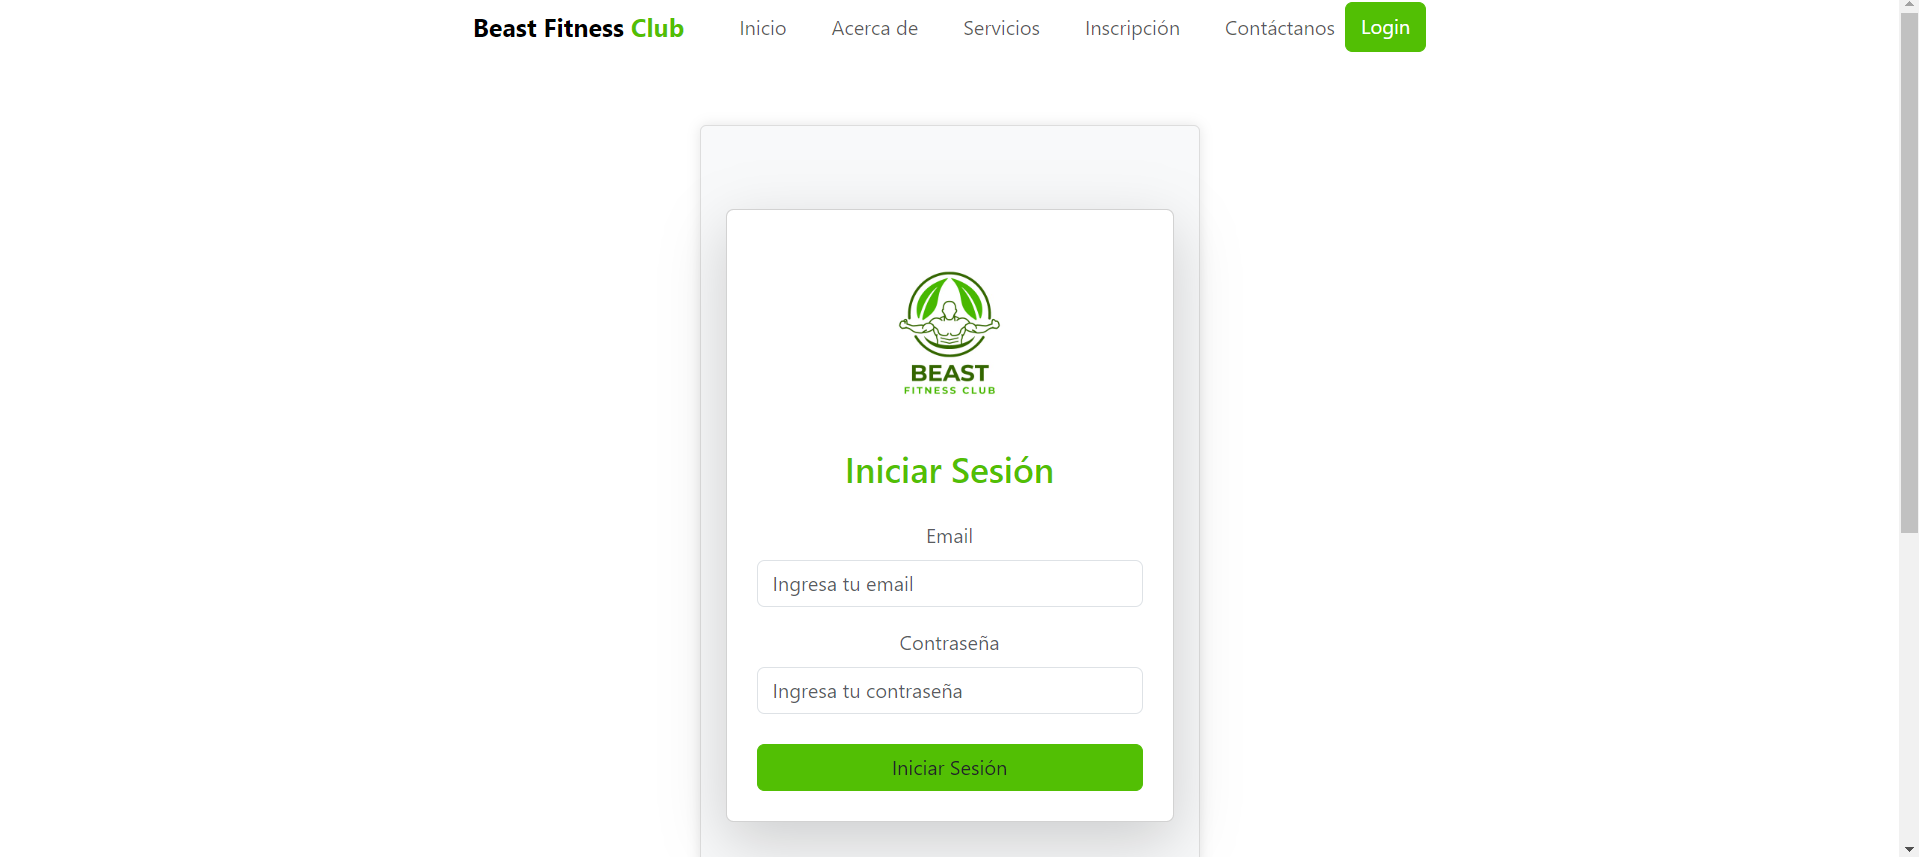 Beast Fitness Club Inicio Acerca de Servicios Inscripción Contáctanos Login
BEAST
FITNESS CLUB
Iniciar Sesión
Email
Ingresa tu email
Contraseña
Ingresa tu contraseña
Iniciar Sesión